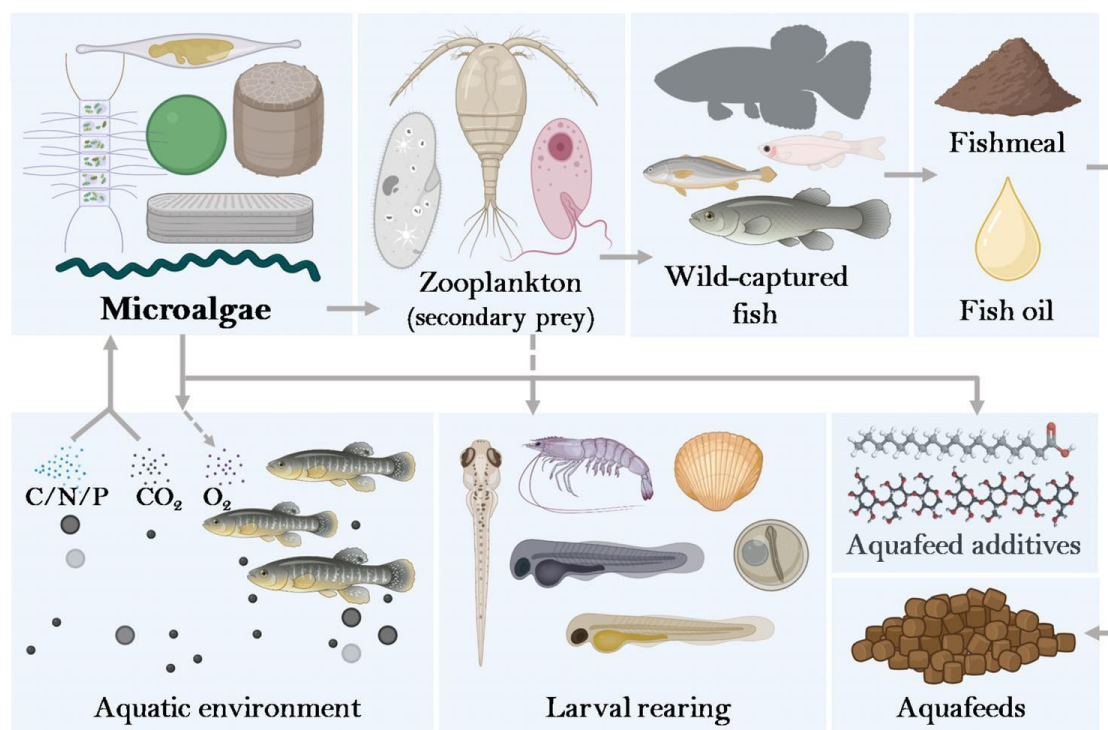 Microalgae
Zooplankton
(secondary prey)
Wild-captured
fish
Fishmeal
Fish oil
C/N/P
CO₂
O₂
Aquatic environment
Larval rearing
Aquafeed additives
Aquafeeds